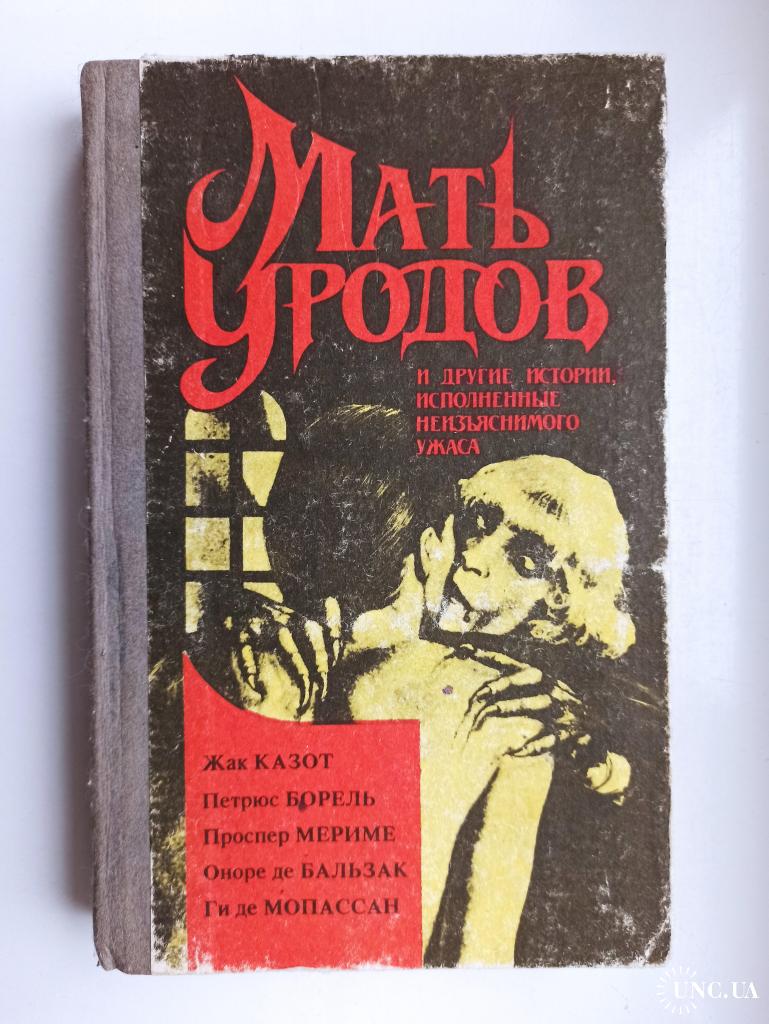 Мать
Уродов
и другие истории,
исполненные
неизъяснимого
ужаса
Жак КАЗОТ
Петрюс БОРЕЛЬ
Проспер МЕРИМЕ
Оноре де БАЛЬЗАК
Ги де МОПАССАН
UNC.UA